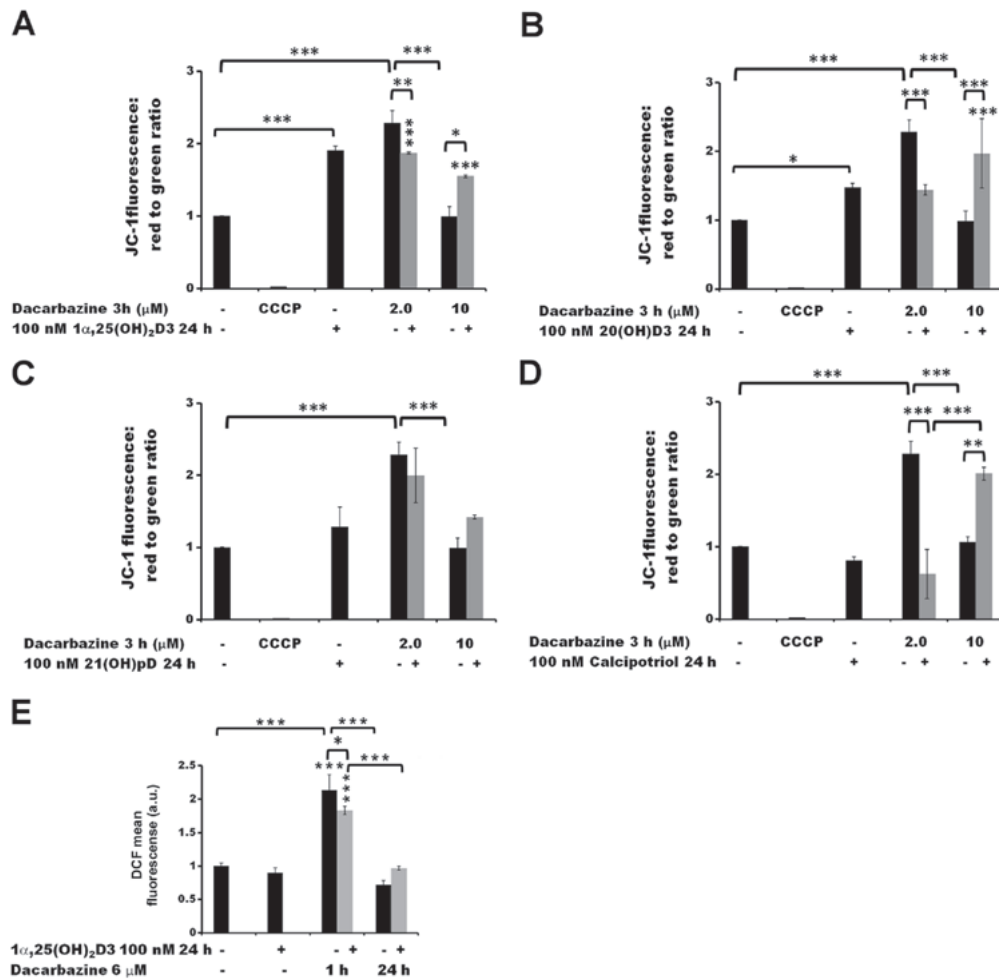 A
***
***
**
***
***
*
***
JC-1fluorescence:
red to green ratio
3
2
1
0
Dacarbazine 3h (μM) - CCCP - 2.0 10
100 nM 1α,25(OH)₂D3 24 h - + - + - +
B
***
***
*
***
***
***
JC-1fluorescence:
red to green ratio
3
2
1
0
Dacarbazine 3 h (μM) - CCCP - 2.0 10
100 nM 20(OH)D3 24 h - + - + - +
C
***
***
JC-1 fluorescence:
red to green ratio
3
2
1
0
Dacarbazine 3 h (μM) - CCCP - 2.0 10
100 nM 21(OH)pD 24 h - + - + - +
D
***
***
***
***
**
JC-1fluorescence:
red to green ratio
3
2
1
0
Dacarbazine 3 h (μM) - CCCP - 2.0 10
100 nM Calcipotriol 24 h - + - + - +
E
***
***
*
***
***
***
DCF mean
fluorescense (a.u.)
2.5
2
1.5
1
0.5
0
1α,25(OH)₂D3 100 nM 24 h - + - + - +
Dacarbazine 6 μM - - 1 h 24 h